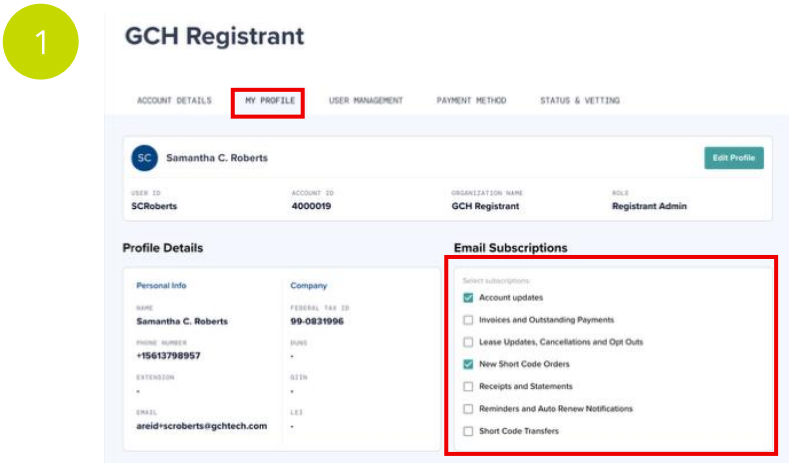 1
GCH Registrant
ACCOUNT DETAILS MY PROFILE USER MANAGEMENT PAYMENT METHOD STATUS & VETTING
SC Samantha C. Roberts Edit Profile
USER ID ACCOUNT ID ORGANIZATION NAME ROLE
SCRoberts 4000019 GCH Registrant Registrant Admin
Profile Details
Personal Info Company
NAME FEDERAL TAX ID
Samantha C. Roberts 99-0831996
PHONE NUMBER DUNS
+15613798957 -
EXTENSION GIIN
- -
EMAIL LEI
areid+scroberts@gchtech.com -
Email Subscriptions
Select subscriptions
Account updates
Invoices and Outstanding Payments
Lease Updates, Cancellations and Opt Outs
New Short Code Orders
Receipts and Statements
Reminders and Auto Renew Notifications
Short Code Transfers